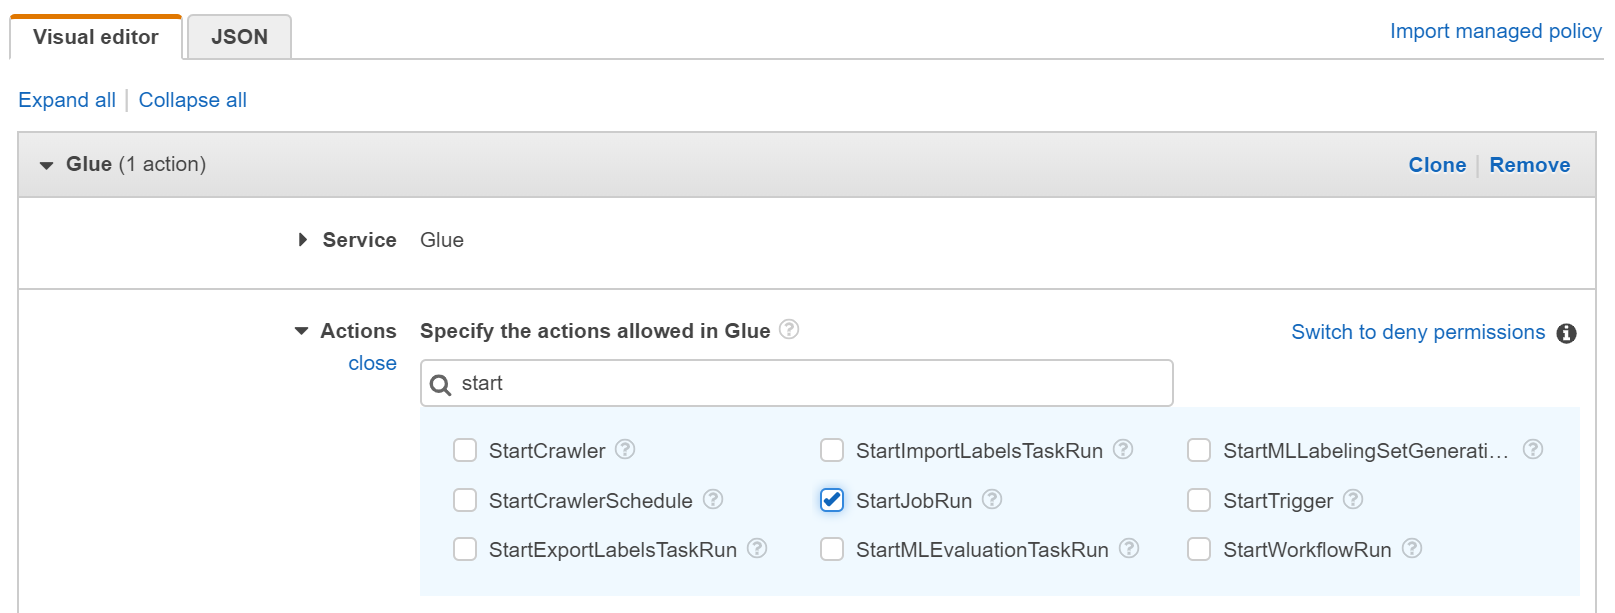 Visual editor JSON Import managed policy
Expand all Collapse all
Glue (1 action) Clone Remove
Service Glue
Actions Specify the actions allowed in Glue ? Switch to deny permissions i
close
start
StartCrawler ? StartImportLabelsTaskRun ? StartMLLabelingSetGenerati... ?
StartCrawlerSchedule ? StartJobRun ? StartTrigger ?
StartExportLabelsTaskRun ? StartMLEvaluationTaskRun ? StartWorkflowRun ?